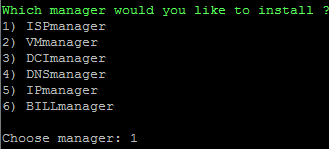 Which manager would you like to install ?
1) ISPmanager
2) VMmanager
3) DCImanager
4) DNSmanager
5) IPmanager
6) BILLmanager
Choose manager: 1